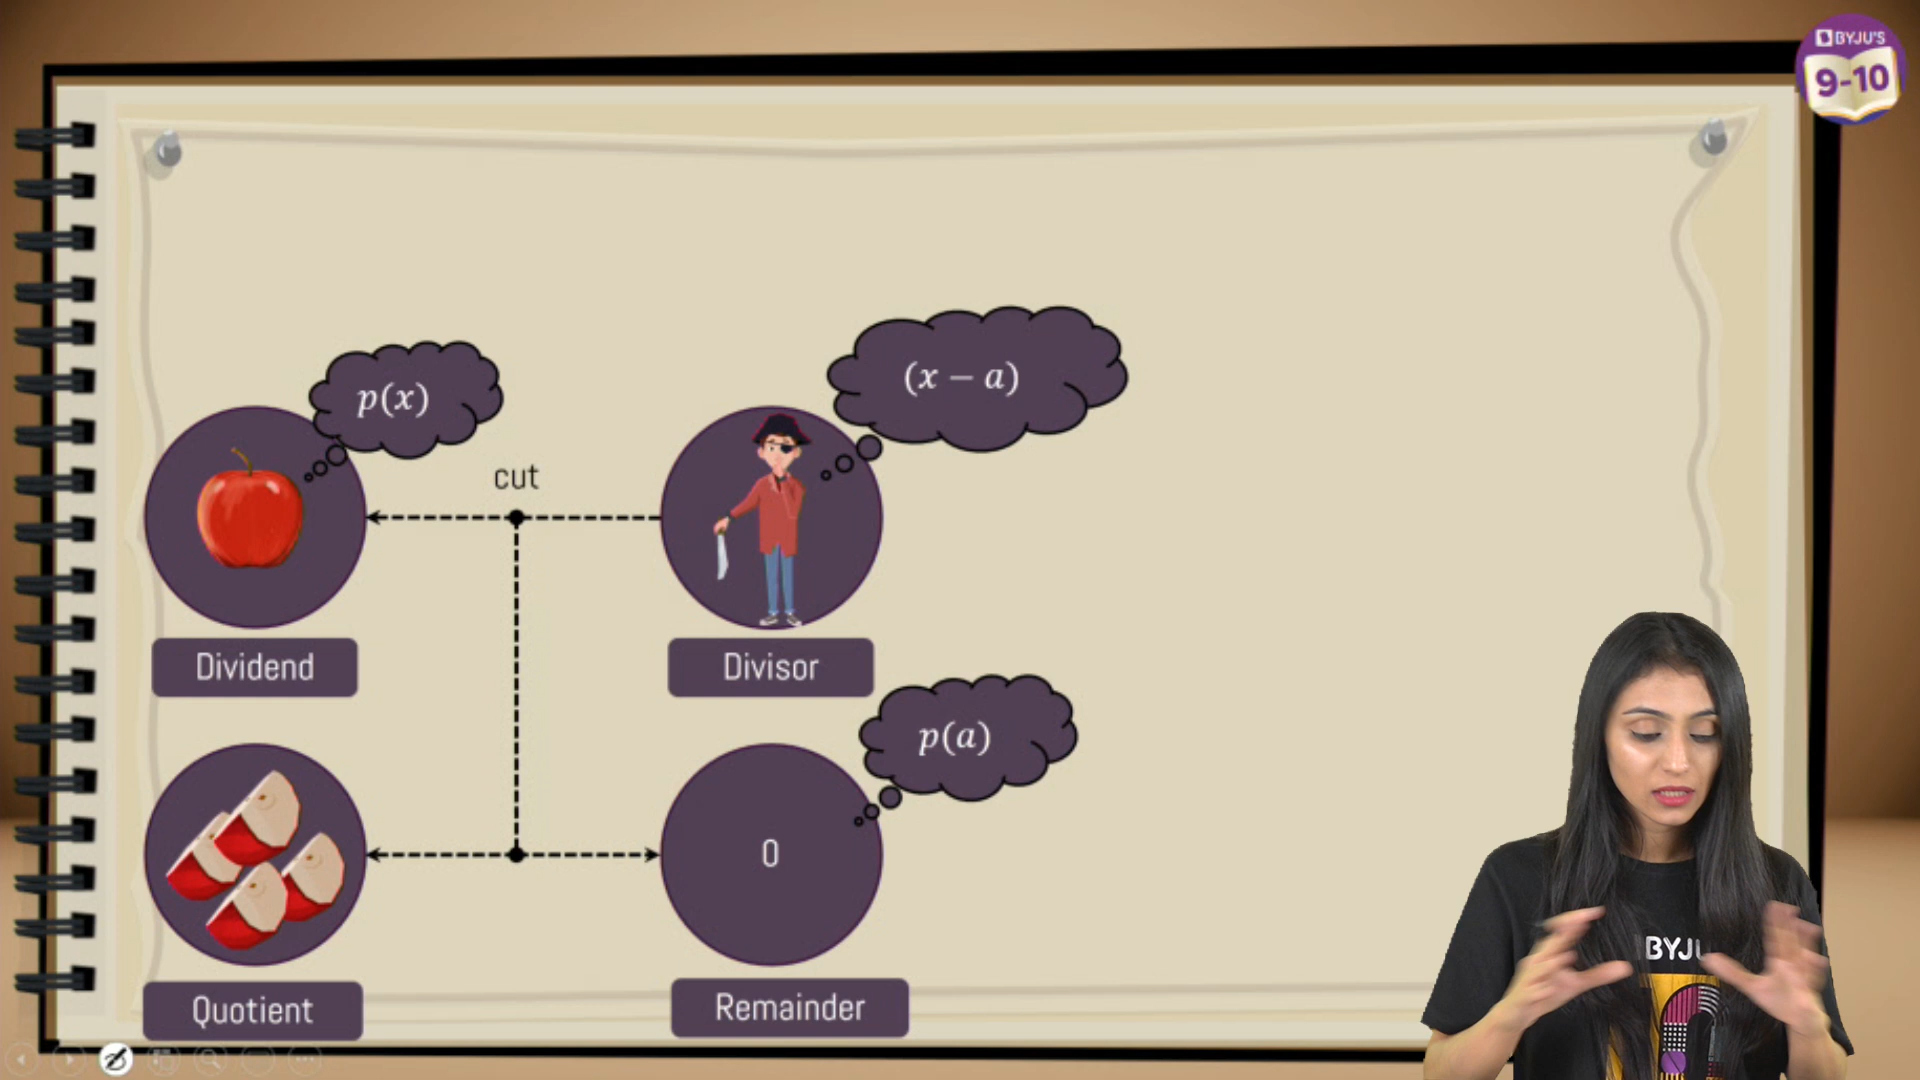 BYJU'S
9-10
(x − a)
p(x)
cut
Dividend
Divisor
p(a)
0
BYJU
Quotient
Remainder